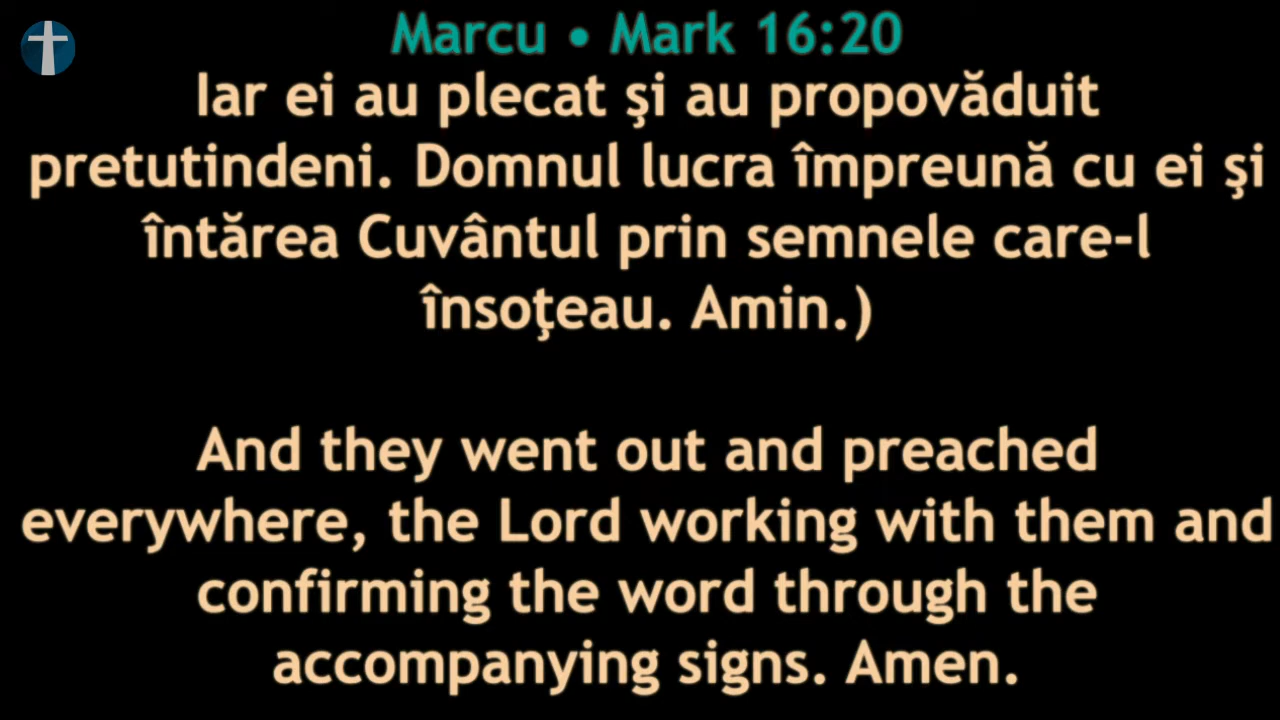 Marcu • Mark 16:20
Iar ei au plecat şi au propovăduit
pretutindeni. Domnul lucra împreună cu ei şi
întărea Cuvântul prin semnele care-l
însoţeau. Amin.)
And they went out and preached
everywhere, the Lord working with them and
confirming the word through the
accompanying signs. Amen.